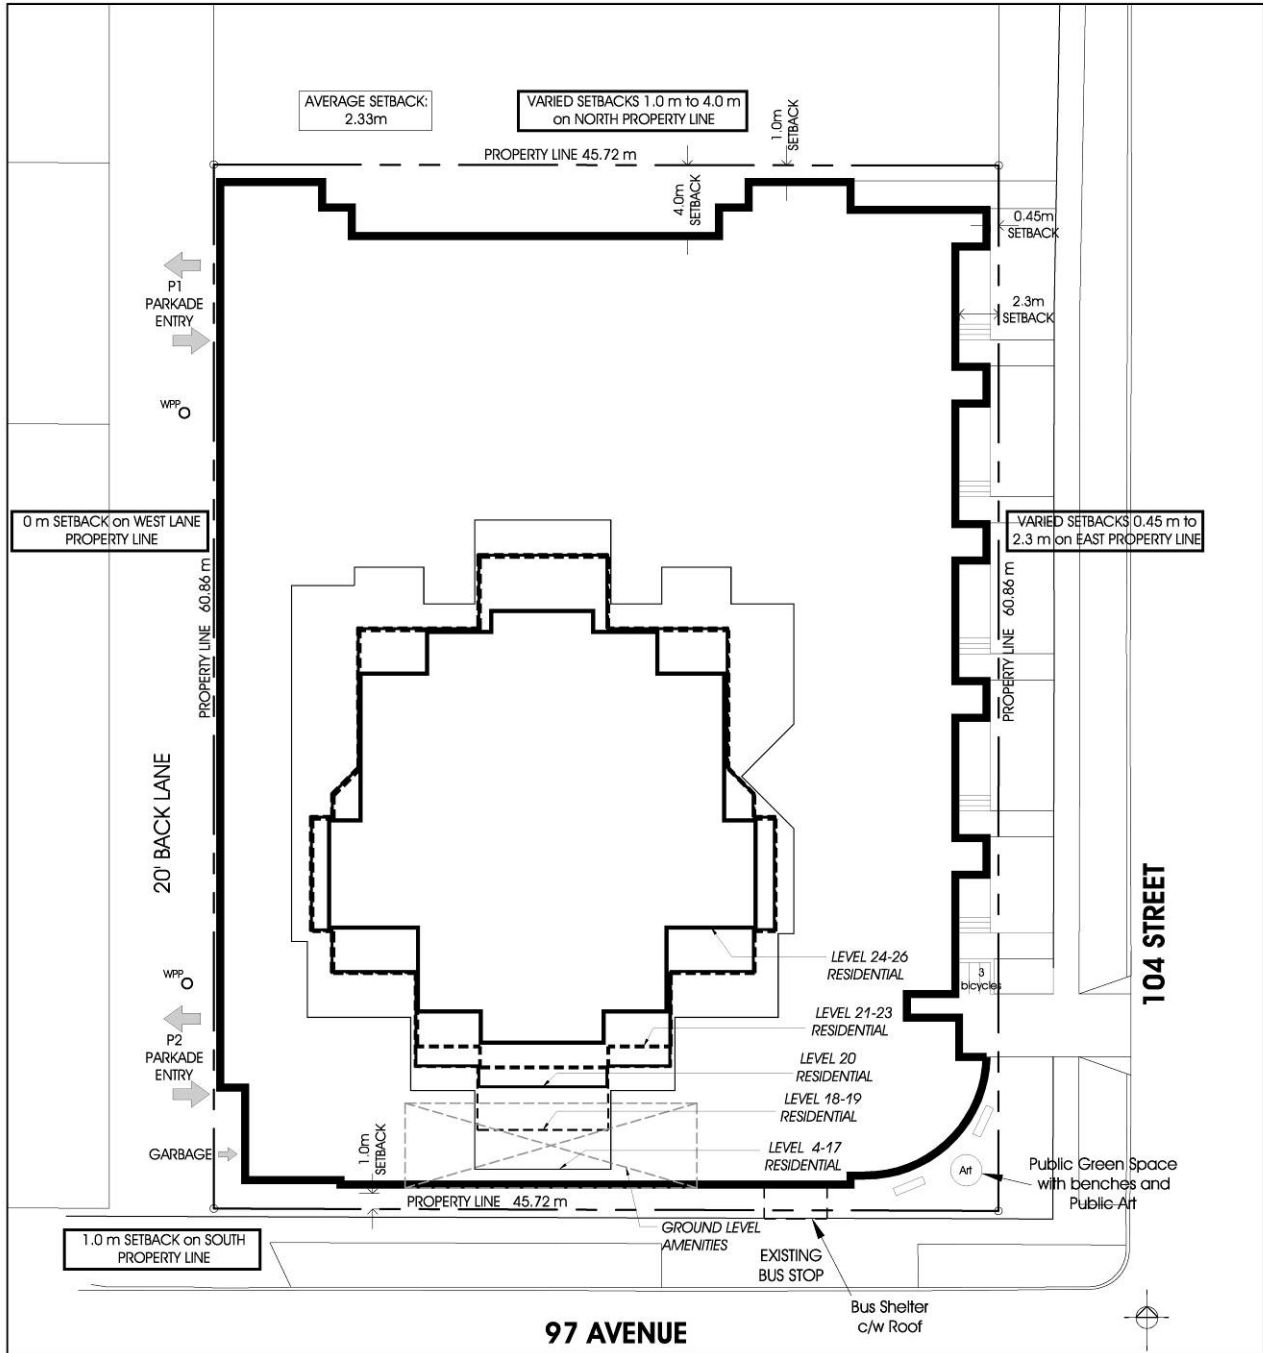 AVERAGE SETBACK:
2.33m
VARIED SETBACKS 1.0 m to 4.0 m
on NORTH PROPERTY LINE
1.0m
SETBACK
PROPERTY LINE 45.72 m
4.0m
SETBACK
0.45m
SETBACK
P1
PARKADE
ENTRY
2.3m
SETBACK
WPP
0 m SETBACK on WEST LANE
PROPERTY LINE
VARIED SETBACKS 0.45 m to
2.3 m on EAST PROPERTY LINE
PROPERTY LINE 60.86 m
PROPERTY LINE 60.86 m
20' BACK LANE
104 STREET
LEVEL 24-26
RESIDENTIAL
3
bicycles
WPP
LEVEL 21-23
RESIDENTIAL
P2
PARKADE
ENTRY
LEVEL 20
RESIDENTIAL
LEVEL 18-19
RESIDENTIAL
GARBAGE
1.0m
SETBACK
LEVEL 4-17
RESIDENTIAL
Art
Public Green Space
with benches and
Public Art
PROPERTY LINE 45.72 m
GROUND LEVEL
AMENITIES
1.0 m SETBACK on SOUTH
PROPERTY LINE
EXISTING
BUS STOP
Bus Shelter
c/w Roof
97 AVENUE